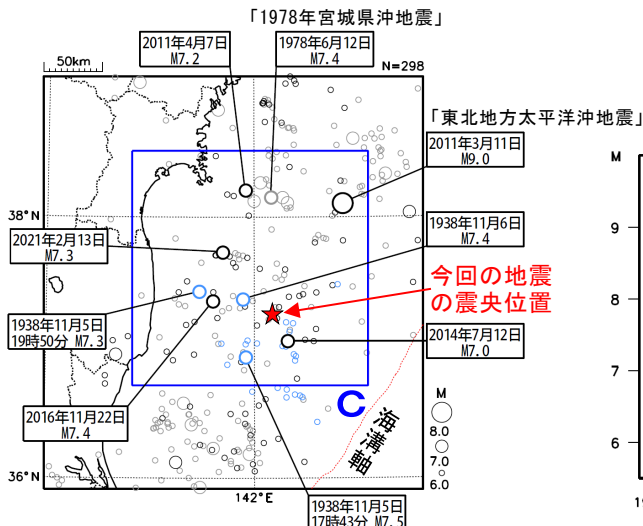 「1978年宮城県沖地震」
2011年4月7日
M7.2
1978年6月12日
M7.4
50km
N=298
「東北地方太平洋沖地震」
2011年3月11日
M9.0
M
9
38°N
1938年11月6日
M7.4
2021年2月13日
M7.3
今回の地震
の震央位置
8
1938年11月5日
19時50分 M7.3
2014年7月12日
M7.0
7
C
2016年11月22日
M7.4
海溝軸
M
8.0
7.0
6.0
6
36°N
142°E
1938年11月5日
17時43分 M7.5